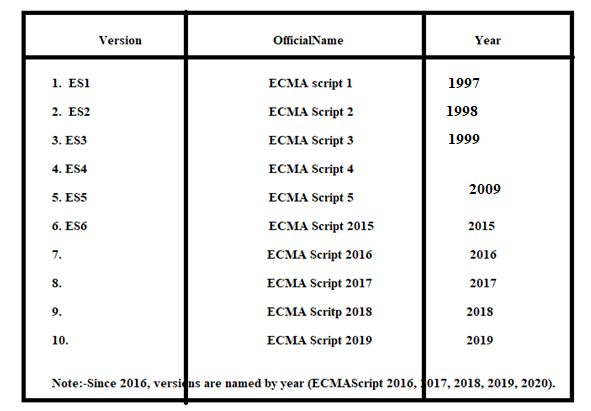 Version OfficialName Year
1. ES1 ECMA script 1 1997
2. ES2 ECMA Script 2 1998
3. ES3 ECMA Script 3 1999
4. ES4 ECMA Script 4
5. ES5 ECMA Script 5 2009
6. ES6 ECMA Script 2015 2015
7. ECMA Script 2016 2016
8. ECMA Script 2017 2017
9. ECMA Scritp 2018 2018
10. ECMA Script 2019 2019
Note:-Since 2016, versions are named by year (ECMAScript 2016, 2017, 2018, 2019, 2020).